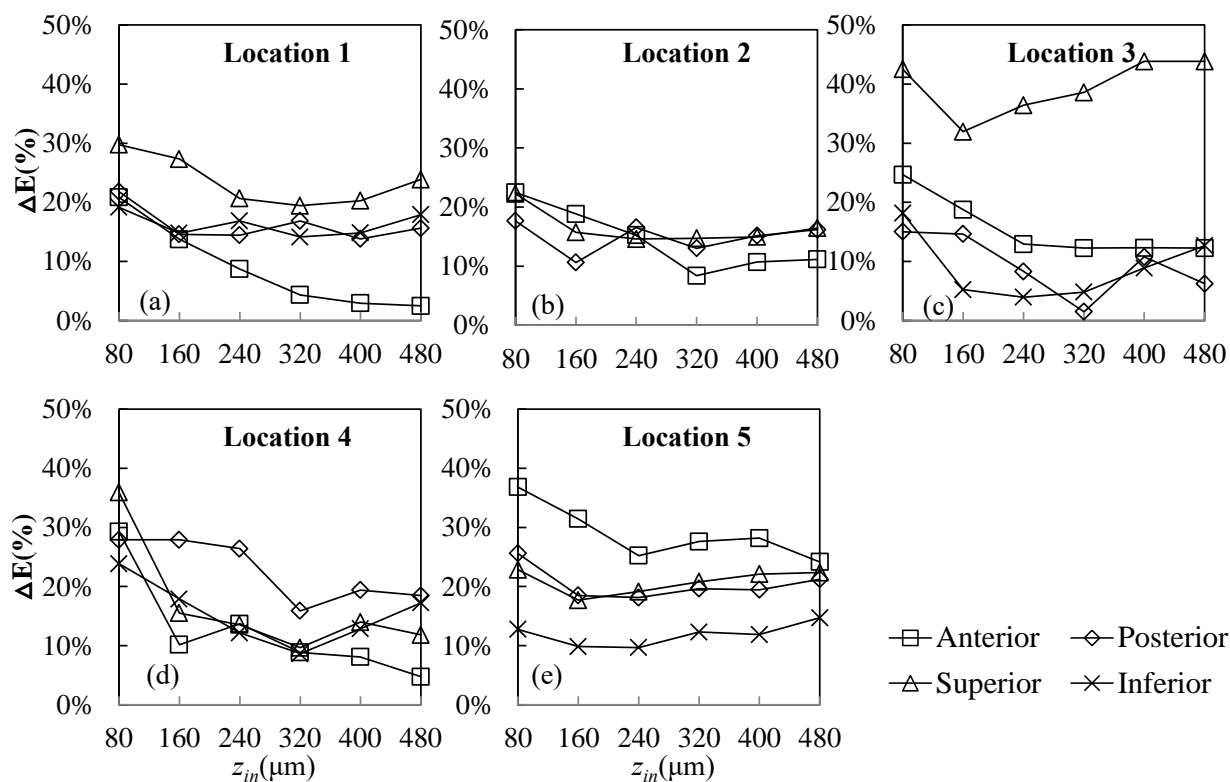 50%
40%
30%
20%
10%
0%
ΔE(%)
Location 1
(a)
80 160 240 320 400 480
50%
40%
30%
20%
10%
0%
Location 2
(b)
80 160 240 320 400 480
50%
40%
30%
20%
10%
0%
Location 3
(c)
80 160 240 320 400 480
50%
40%
30%
20%
10%
0%
ΔE(%)
Location 4
(d)
80 160 240 320 400 480
z_in(μm)
50%
40%
30%
20%
10%
0%
Location 5
(e)
80 160 240 320 400 480
z_in(μm)
Anterior Posterior
Superior Inferior